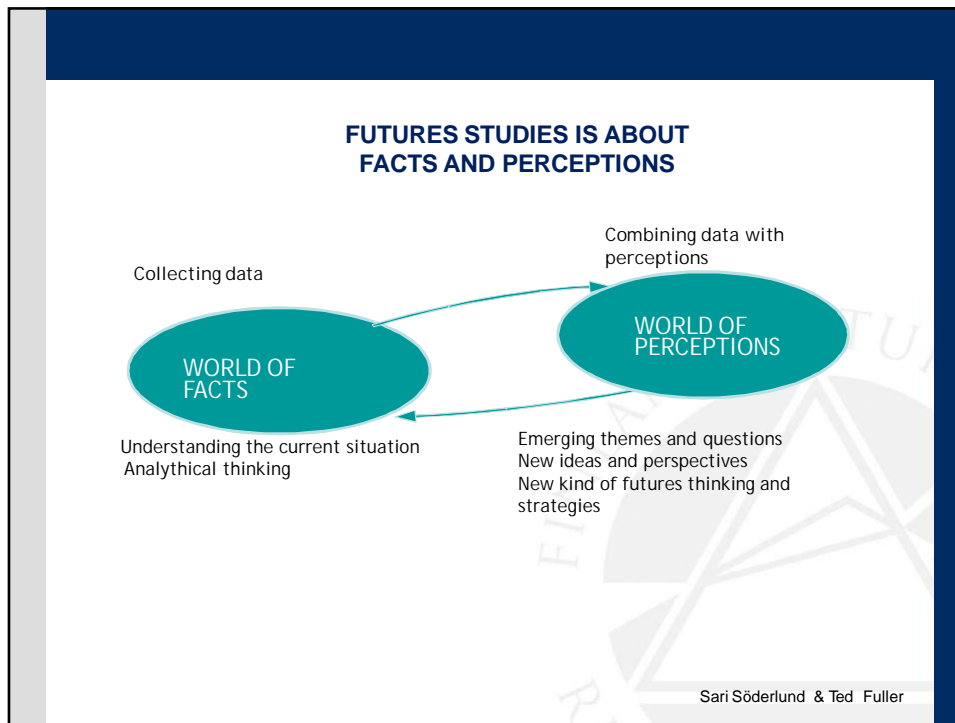 FUTURES STUDIES IS ABOUT
FACTS AND PERCEPTIONS
Collecting data
Combining data with
perceptions
WORLD OF
FACTS
WORLD OF
PERCEPTIONS
Understanding the current situation
Analythical thinking
Emerging themes and questions
New ideas and perspectives
New kind of futures thinking and
strategies
Sari Söderlund & Ted Fuller